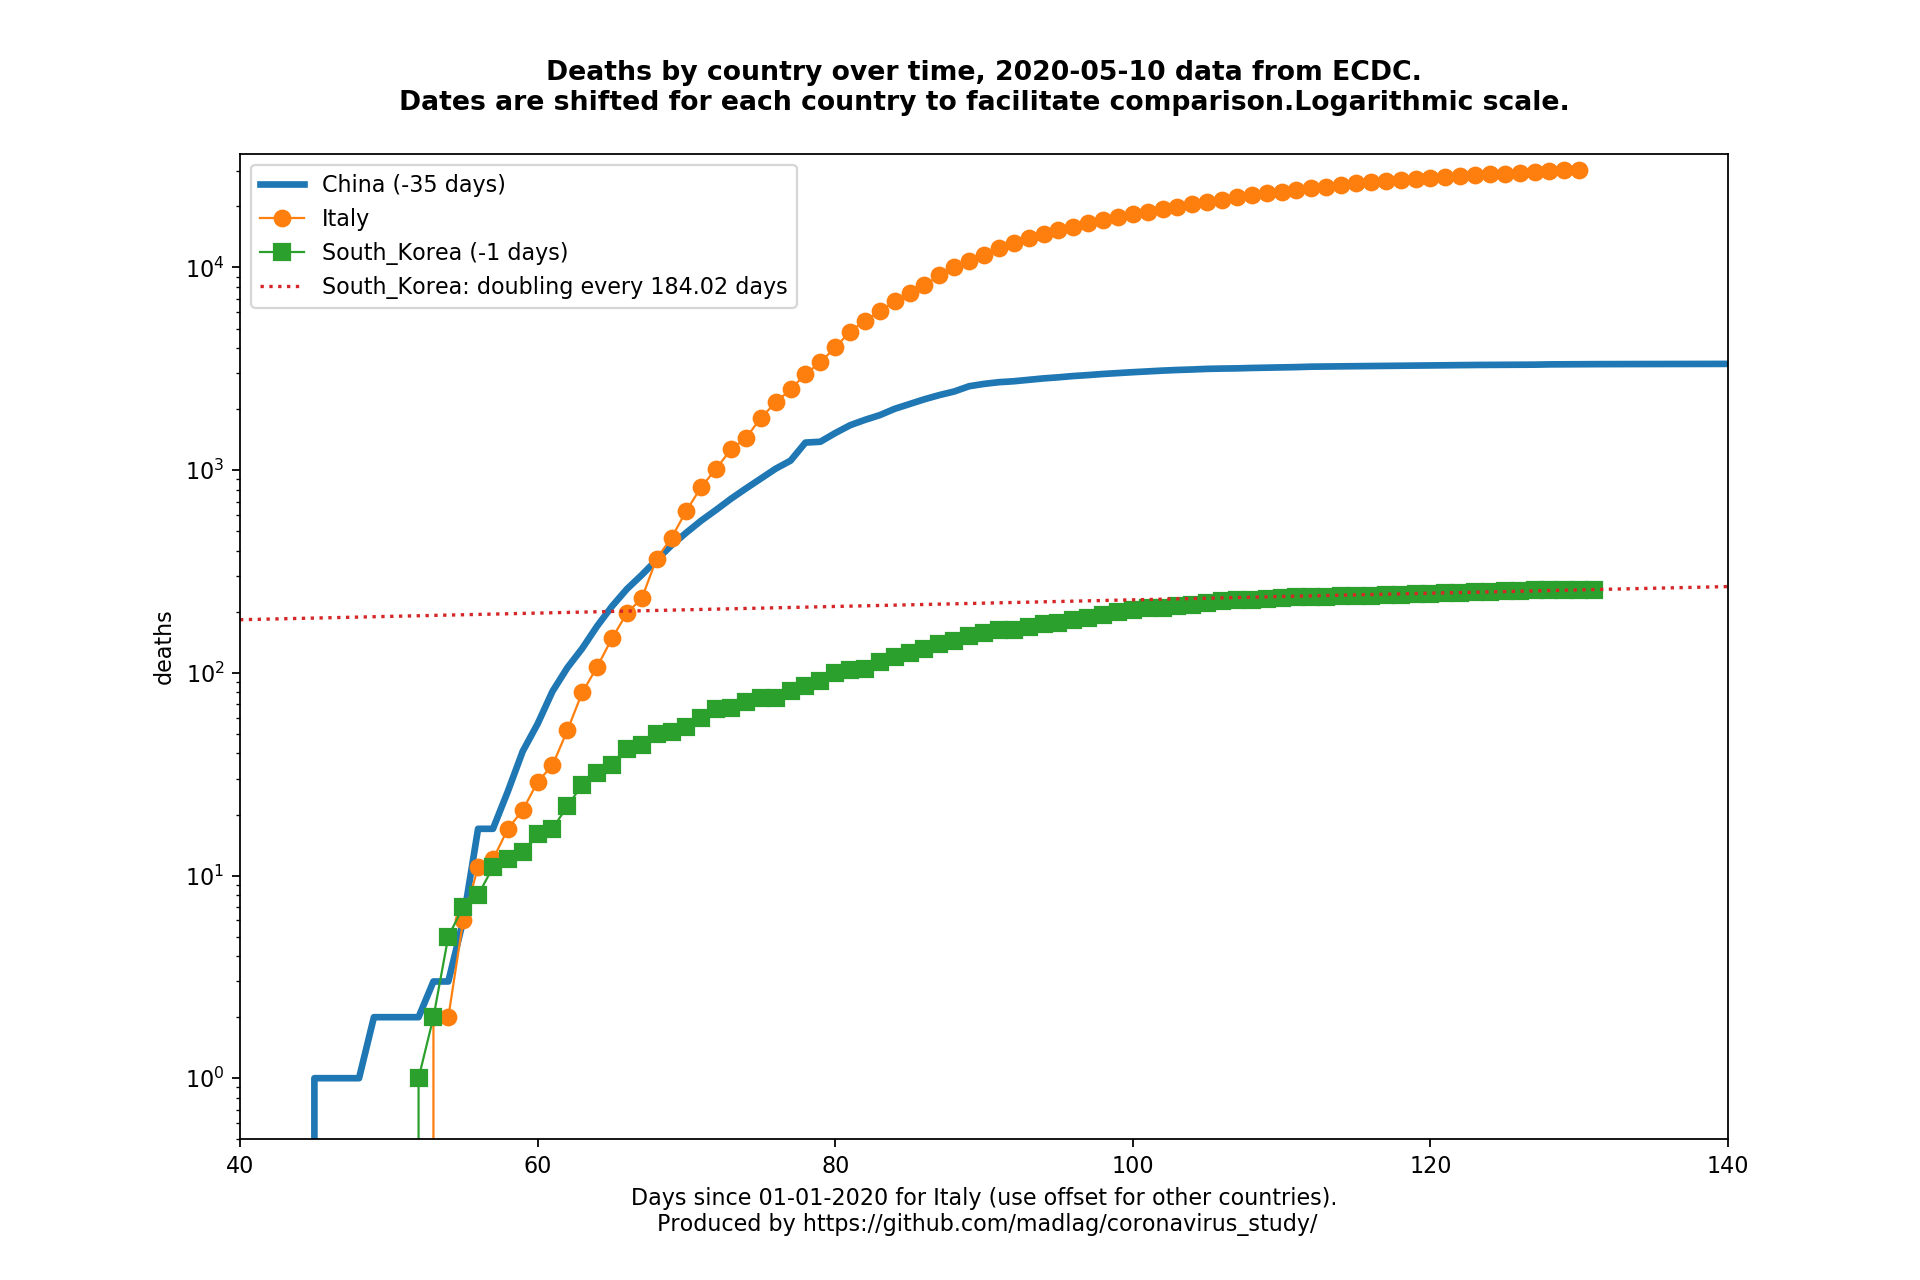 Deaths by country over time, 2020-05-10 data from ECDC.
Dates are shifted for each country to facilitate comparison.Logarithmic scale.
China (-35 days)
Italy
South_Korea (-1 days)
South_Korea: doubling every 184.02 days
10⁴
10³
10²
10¹
10⁰
deaths
40 60 80 100 120 140
Days since 01-01-2020 for Italy (use offset for other countries).
Produced by https://github.com/madlag/coronavirus_study/